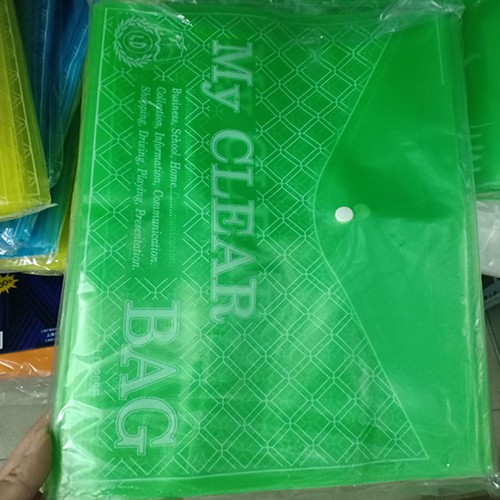 My CLEAR
BAG
Business, School, Home..........
Collection, Information, Communication.
Shopping, Driving, Playing, Presentation.